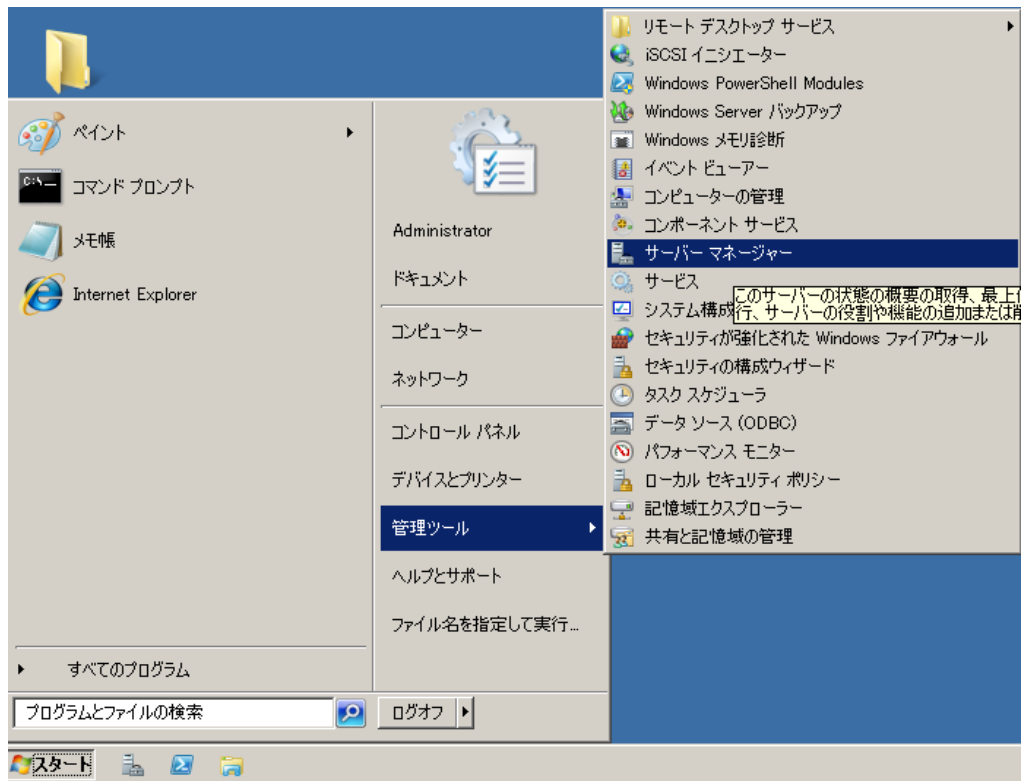 ペイント
コマンド プロンプト
メモ帳
Internet Explorer
すべてのプログラム
プログラムとファイルの検索
Administrator
ドキュメント
コンピューター
ネットワーク
コントロール パネル
デバイスとプリンター
管理ツール
ヘルプとサポート
ファイル名を指定して実行...
ログオフ
リモート デスクトップ サービス
iSCSI イニシエーター
Windows PowerShell Modules
Windows Server バックアップ
Windows メモリ診断
イベント ビューアー
コンピューターの管理
コンポーネント サービス
サーバー マネージャー
サービス
このサーバーの状態の概要の取得、最上
システム構成
行、サーバーの役割や機能の追加または
セキュリティが強化された Windows ファイアウォール
セキュリティの構成ウィザード
タスク スケジューラ
データ ソース (ODBC)
パフォーマンス モニター
ローカル セキュリティ ポリシー
記憶域エクスプローラー
共有と記憶域の管理
スタート